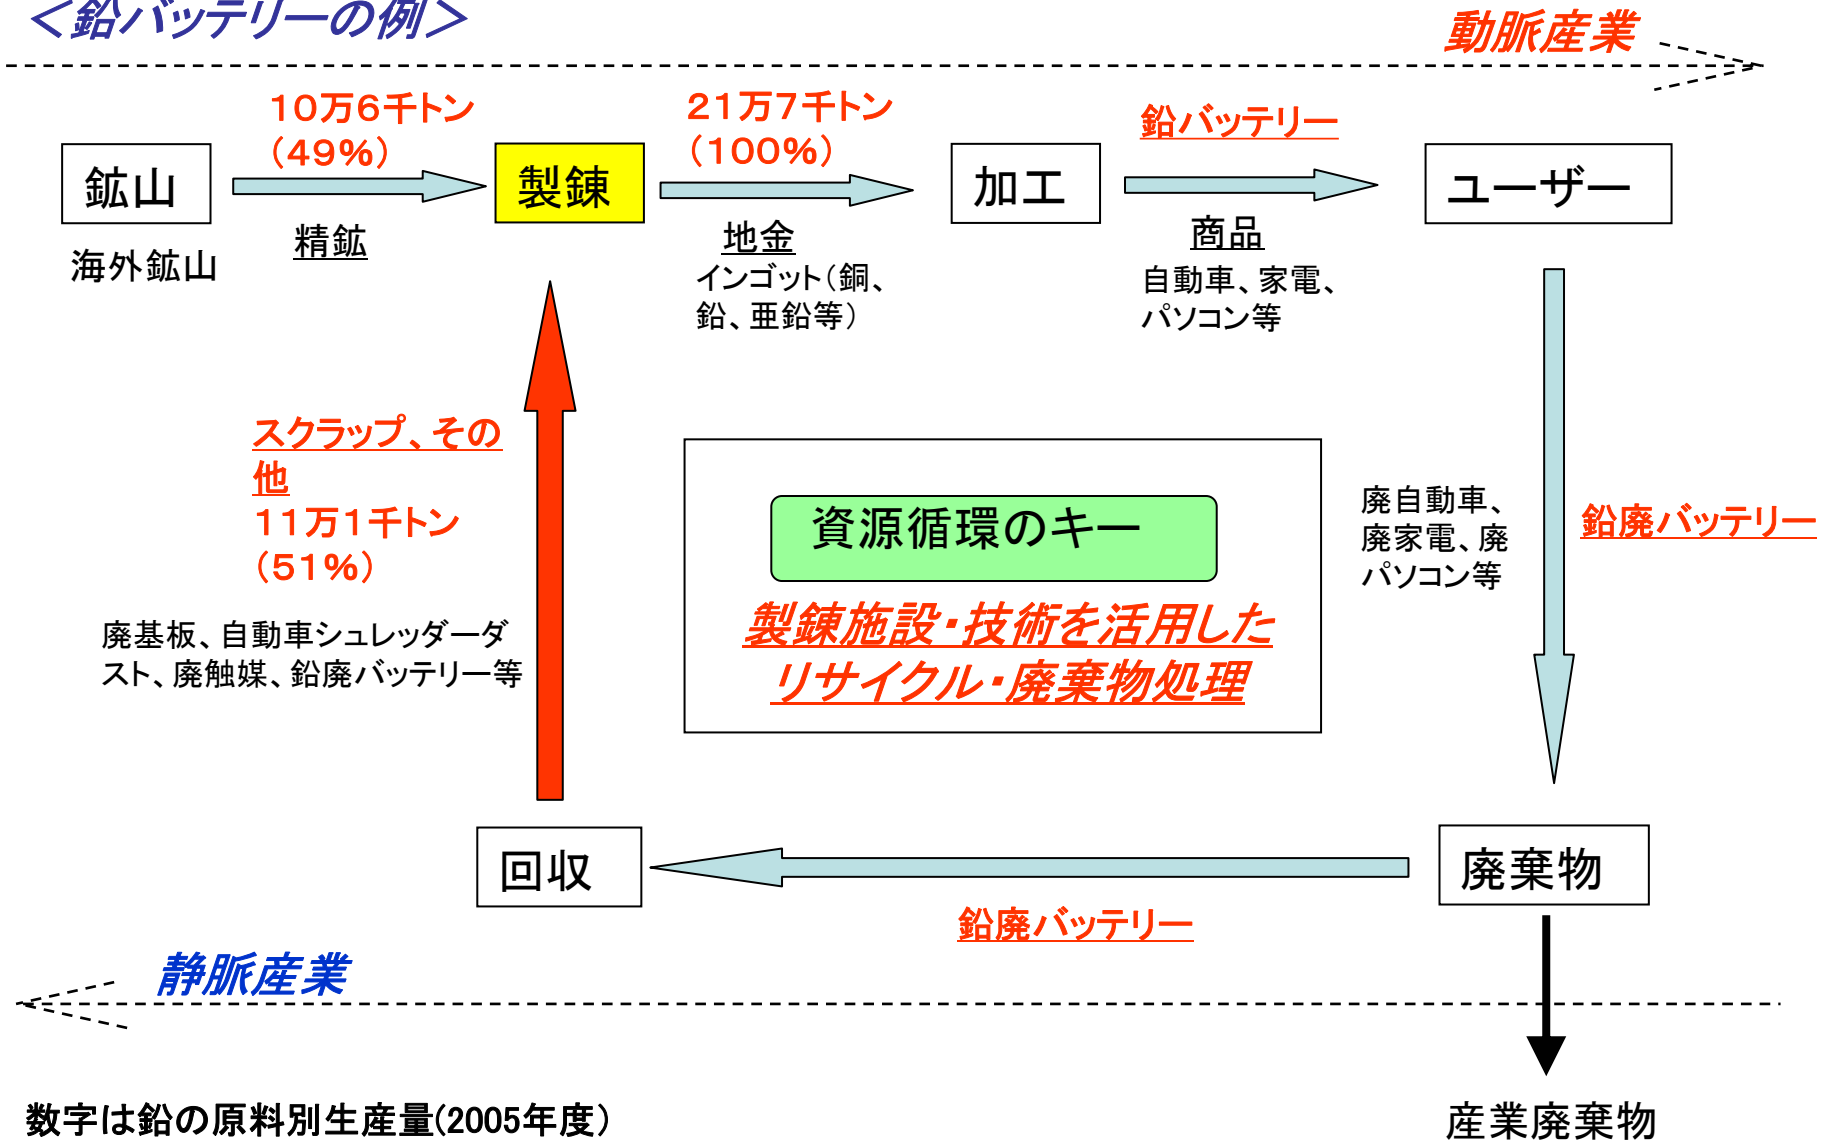 ＜鉛バッテリーの例＞
動脈産業
10万6千トン
(49%)
21万7千トン
(100%)
鉛バッテリー
鉱山
製錬
加工
ユーザー
海外鉱山
精鉱
地金
インゴット（銅、
鉛、亜鉛等）
商品
自動車、家電、
パソコン等
スクラップ、その
他
11万1千トン
(51%)
廃基板、自動車シュレッダーダ
スト、廃触媒、鉛廃バッテリー等
資源循環のキー
製錬施設・技術を活用した
リサイクル・廃棄物処理
廃自動車、
廃家電、廃
パソコン等
鉛廃バッテリー
回収
廃棄物
鉛廃バッテリー
静脈産業
数字は鉛の原料別生産量(2005年度)
産業廃棄物